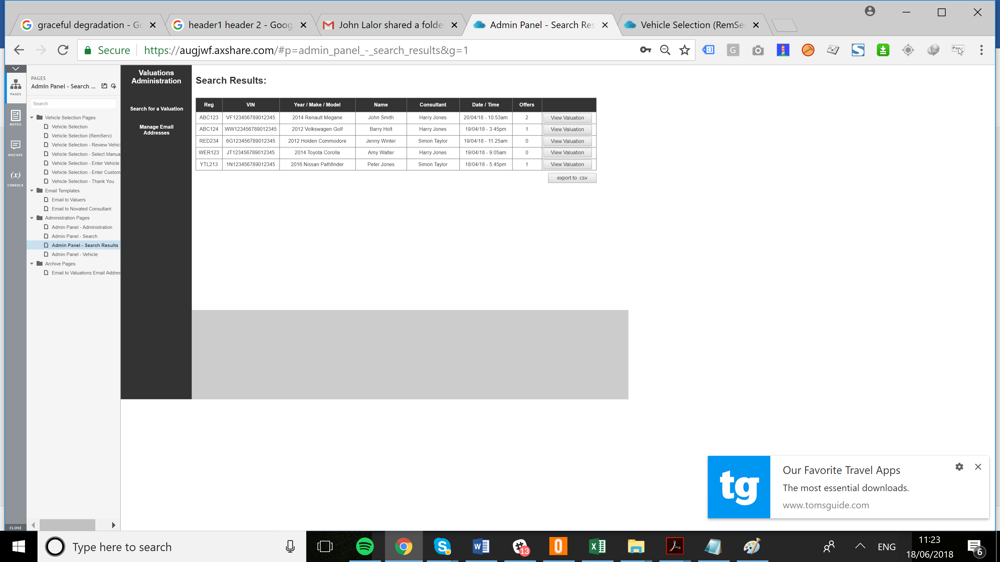 graceful degradation - Go
header1 header 2 - Goog
John Lalor shared a folde
Admin Panel - Search Res
Vehicle Selection (RemSer
Secure
https://augjwf.axshare.com/#p=admin_panel_-_search_results&g=1
PAGES
NOTES
DISCUSS
(x)
CONSOLE
CLOSE
PAGES
Admin Panel - Search ...
Search
Vehicle Selection Pages
Vehicle Selection
Vehicle Selection (RemServ)
Vehicle Selection - Review Vehic
Vehicle Selection - Select Manua
Vehicle Selection - Enter Vehicle
Vehicle Selection - Enter Custom
Vehicle Selection - Thank You
Email Templates
Email to Valuers
Email to Novated Consultant
Administration Pages
Admin Panel - Administration
Admin Panel - Search
Admin Panel - Search Results
Admin Panel - Vehicle
Archive Pages
Email to Valuations Email Addres
Valuations
Administration
Search for a Valuation
Manage Email
Addresses
Search Results:
Reg VIN Year / Make / Model Name Consultant Date / Time Offers
ABC123 VF123456789012345 2014 Renault Megane John Smith Harry Jones 20/04/18 - 10:53am 2 View Valuation
ABC124 WW123456789012345 2012 Volkswagen Golf Barry Holt Harry Jones 19/04/18 - 3:45pm 1 View Valuation
RED234 6G123456789012345 2012 Holden Commodore Jenny Winter Simon Taylor 19/04/18 - 11:25am 0 View Valuation
WER123 JT123456789012345 2014 Toyota Corolla Amy Walter Harry Jones 19/04/18 - 9:05am 0 View Valuation
YTL213 1N123456789012345 2016 Nissan Pathfinder Peter Jones Simon Taylor 18/04/18 - 5:45pm 1 View Valuation
export to .csv
tg
Our Favorite Travel Apps
The most essential downloads.
www.tomsguide.com
Type here to search
13
ENG
11:23
18/06/2018
6